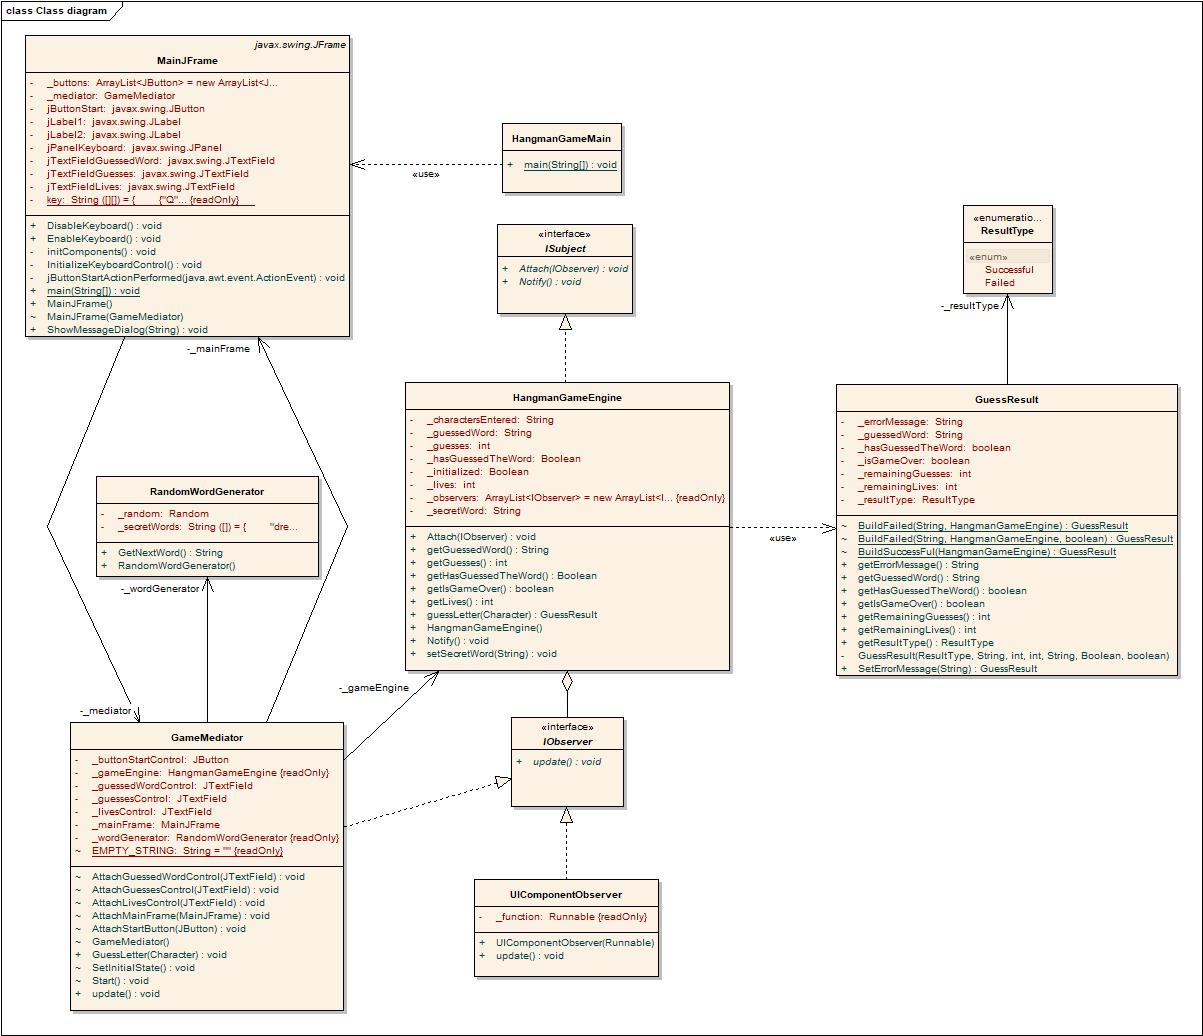 class Class diagram
javax.swing.JFrame
MainJFrame
- _buttons: ArrayList<JButton> = new ArrayList<J...
- _mediator: GameMediator
- jButtonStart: javax.swing.JButton
- jLabel1: javax.swing.JLabel
- jLabel2: javax.swing.JLabel
- jPanelKeyboard: javax.swing.JPanel
- jTextFieldGuessedWord: javax.swing.JTextField
- jTextFieldGuesses: javax.swing.JTextField
- jTextFieldLives: javax.swing.JTextField
- key: String ([][]) = { {"Q"... {readOnly}
+ DisableKeyboard() : void
+ EnableKeyboard() : void
- initComponents() : void
- InitializeKeyboardControl() : void
- jButtonStartActionPerformed(java.awt.event.ActionEvent) : void
+ main(String[]) : void
+ MainJFrame()
~ MainJFrame(GameMediator)
+ ShowMessageDialog(String) : void
HangmanGameMain
+ main(String[]) : void
«use»
«interface»
ISubject
+ Attach(IObserver) : void
+ Notify() : void
«enumeratio...
ResultType
«enum»
Successful
Failed
-_resultType
-_mainFrame
RandomWordGenerator
- _random: Random
- _secretWords: String ([]) = { "dre...
+ GetNextWord() : String
+ RandomWordGenerator()
-_wordGenerator
HangmanGameEngine
- _charactersEntered: String
- _guessedWord: String
- _guesses: int
- _hasGuessedTheWord: Boolean
- _initialized: Boolean
- _lives: int
- _observers: ArrayList<IObserver> = new ArrayList<I... {readOnly}
- _secretWord: String
+ Attach(IObserver) : void
+ getGuessedWord() : String
+ getGuesses() : int
+ getHasGuessedTheWord() : Boolean
+ getIsGameOver() : boolean
+ getLives() : int
+ guessLetter(Character) : GuessResult
+ HangmanGameEngine()
+ Notify() : void
+ setSecretWord(String) : void
«use»
GuessResult
- _errorMessage: String
- _guessedWord: String
- _hasGuessedTheWord: boolean
- _isGameOver: boolean
- _remainingGuesses: int
- _remainingLives: int
- _resultType: ResultType
~ BuildFailed(String, HangmanGameEngine) : GuessResult
~ BuildFailed(String, HangmanGameEngine, boolean) : GuessResult
~ BuildSuccessFul(HangmanGameEngine) : GuessResult
+ getErrorMessage() : String
+ getGuessedWord() : String
+ getHasGuessedTheWord() : boolean
+ getIsGameOver() : boolean
+ getRemainingGuesses() : int
+ getRemainingLives() : int
+ getResultType() : ResultType
- GuessResult(ResultType, String, int, int, String, Boolean, boolean)
+ SetErrorMessage(String) : GuessResult
-_gameEngine
-_mediator
GameMediator
- _buttonStartControl: JButton
- _gameEngine: HangmanGameEngine {readOnly}
- _guessedWordControl: JTextField
- _guessesControl: JTextField
- _livesControl: JTextField
- _mainFrame: MainJFrame
- _wordGenerator: RandomWordGenerator {readOnly}
~ EMPTY_STRING: String = "" {readOnly}
~ AttachGuessedWordControl(JTextField) : void
~ AttachGuessesControl(JTextField) : void
~ AttachLivesControl(JTextField) : void
~ AttachMainFrame(MainJFrame) : void
~ AttachStartButton(JButton) : void
~ GameMediator()
+ GuessLetter(Character) : void
~ SetInitialState() : void
~ Start() : void
+ update() : void
«interface»
IObserver
+ update() : void
UIComponentObserver
- _function: Runnable {readOnly}
+ UIComponentObserver(Runnable)
+ update() : void